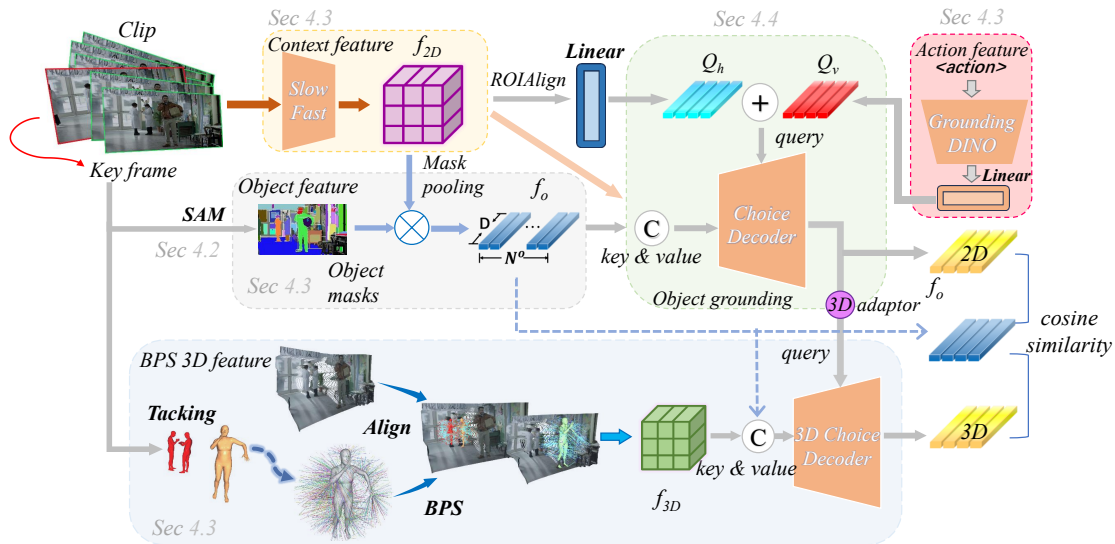 Sec 4.3
Sec 4.4
Sec 4.3
Clip
Context feature
f2D
Linear
Qh
Qv
Action feature
<action>
Slow
Fast
ROIAlign
+
query
Grounding
DINO
Linear
Key frame
Mask
pooling
Object feature
fo
SAM
Sec 4.2
D
...
No
Sec 4.3
Object
masks
C
key & value
Choice
Decoder
Object grounding
2D
fo
3D adaptor
cosine
similarity
query
BPS 3D feature
Tacking
Align
BPS
f3D
C
key & value
3D Choice
Decoder
3D
Sec 4.3